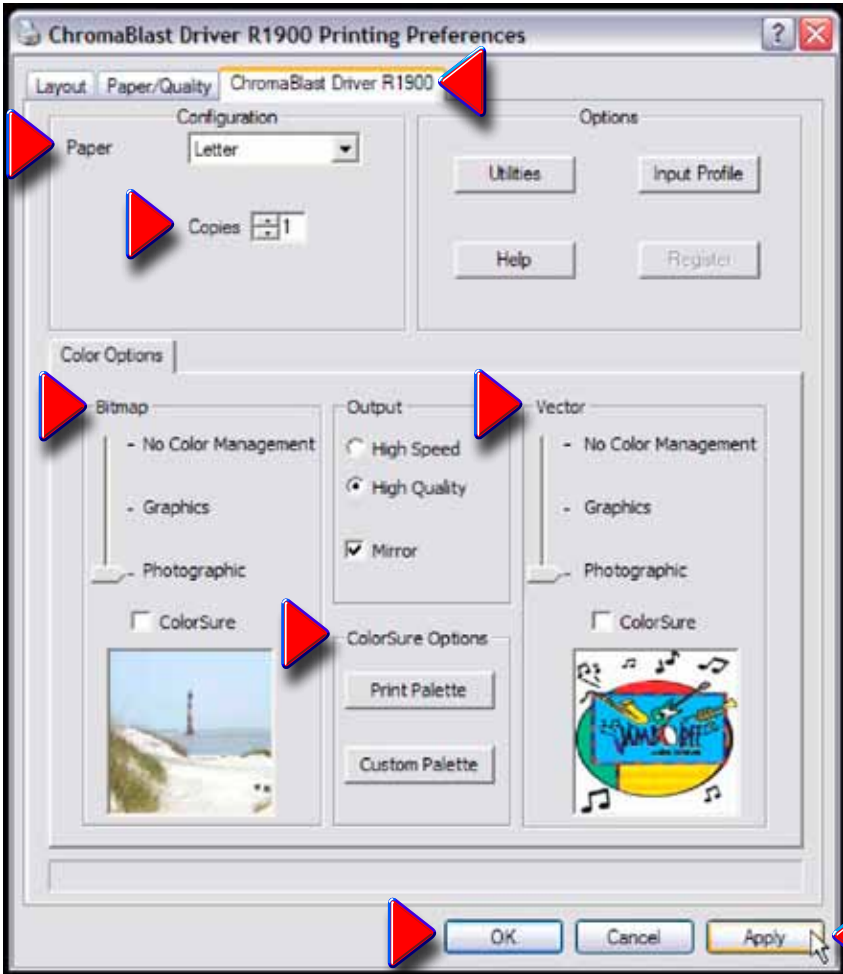 ChromaBlast Driver R1900 Printing Preferences
?
Layout Paper/Quality ChromaBlast Driver R1900
Configuration
Paper Letter
Copies 1
Options
Utilities Input Profile
Help Register
Color Options
Bitmap
- No Color Management
- Graphics
- Photographic
ColorSure
Output
High Speed
High Quality
Mirror
ColorSure Options
Print Palette
Custom Palette
Vector
- No Color Management
- Graphics
- Photographic
ColorSure
JAMBOREE
OK Cancel Apply